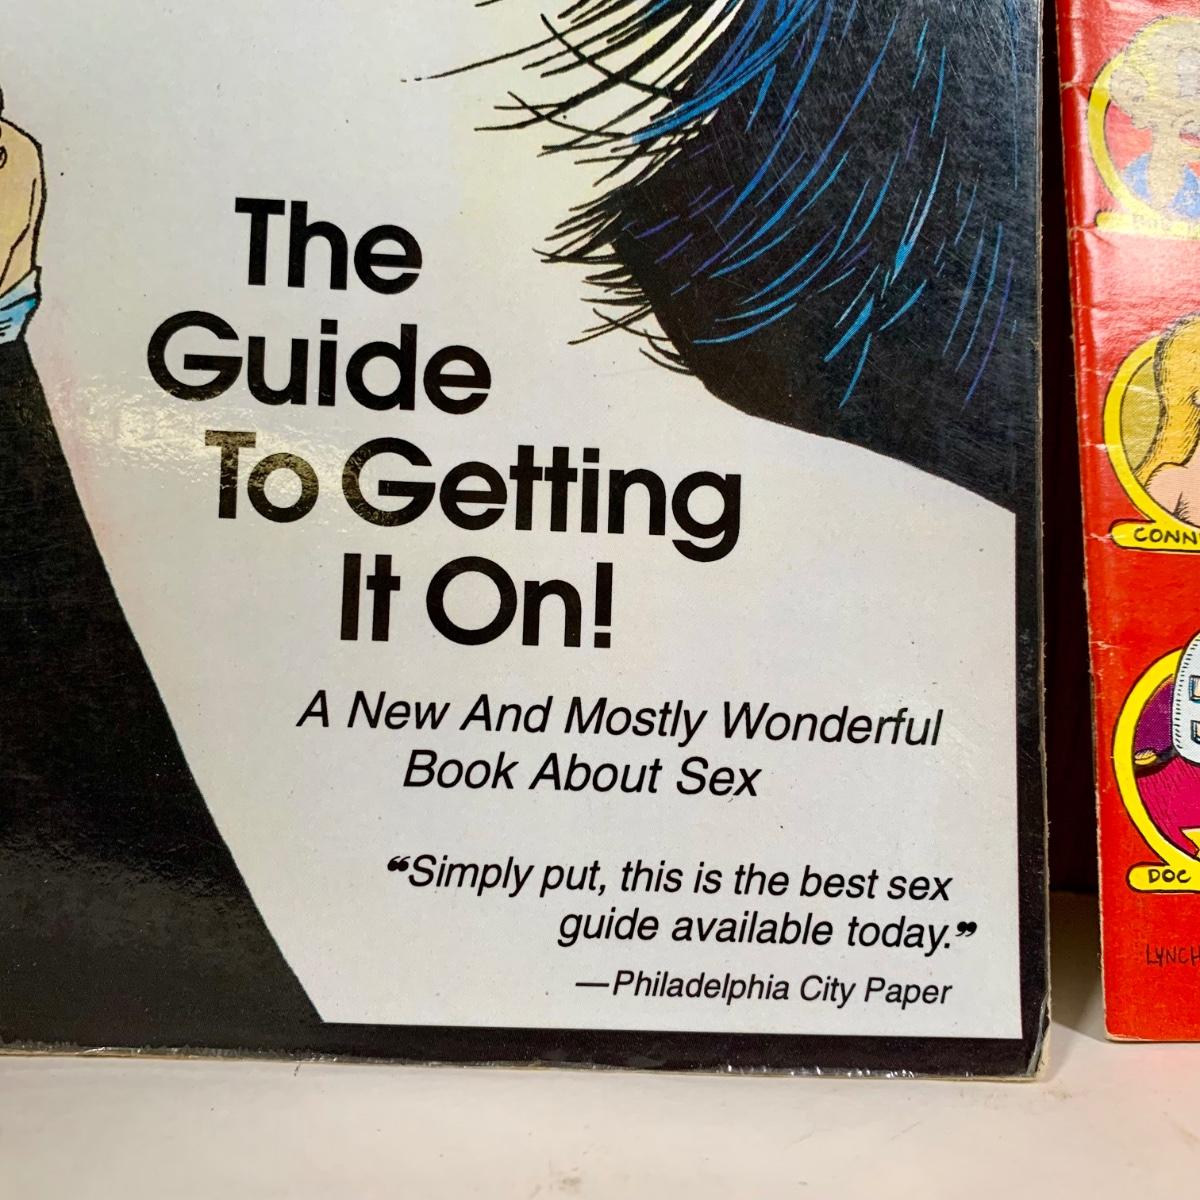 The
Guide
To Getting
It On!
A New And Mostly Wonderful
Book About Sex
“Simply put, this is the best sex
guide available today.”
—Philadelphia City Paper
DOC
LYNCH